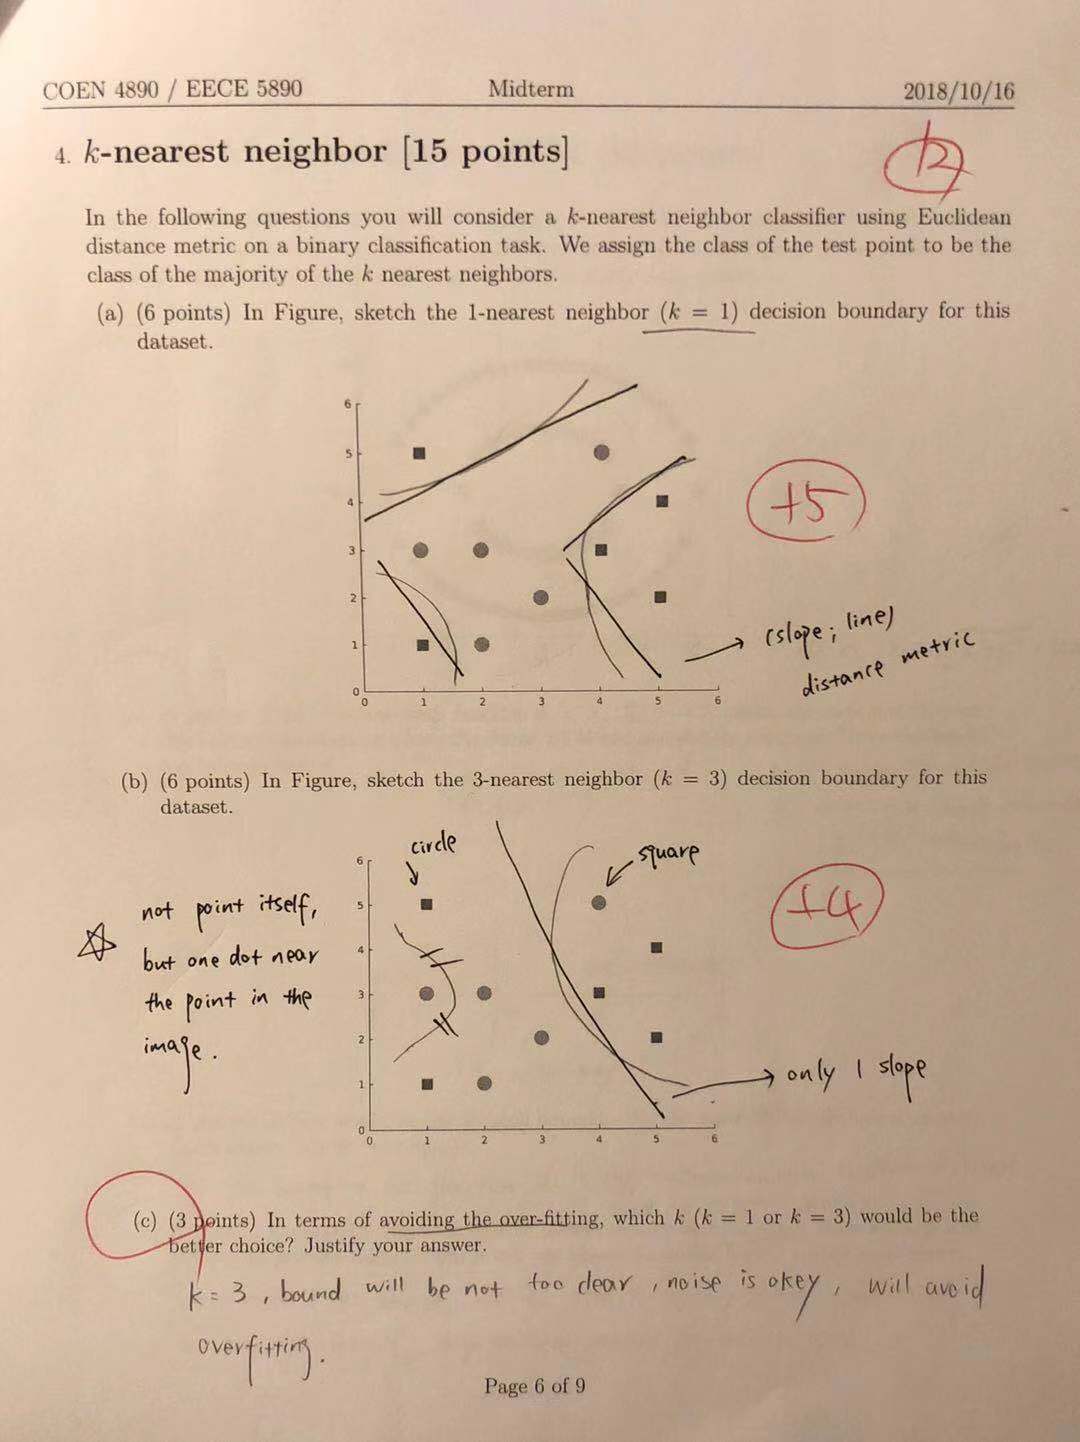 COEN 4890 / EECE 5890 Midterm 2018/10/16
4. k-nearest neighbor [15 points]
12
In the following questions you will consider a k-nearest neighbor classifier using Euclidean
distance metric on a binary classification task. We assign the class of the test point to be the
class of the majority of the k nearest neighbors.
(a) (6 points) In Figure, sketch the 1-nearest neighbor (k = 1) decision boundary for this
dataset.
6
5
+5
4
3
2
(slope; line)
1
distance metric
0
0 1 2 3 4 5 6
(b) (6 points) In Figure, sketch the 3-nearest neighbor (k = 3) decision boundary for this
dataset.
circle
square
6
not point itself,
5
+4
but one dot near
4
the point in the
3
image.
2
only 1 slope
1
0
0 1 2 3 4 5 6
(c) (3 points) In terms of avoiding the over-fitting, which k (k = 1 or k = 3) would be the
better choice? Justify your answer.
k = 3, bound will be not too clear, noise is okey, will avoid
overfitting.
Page 6 of 9